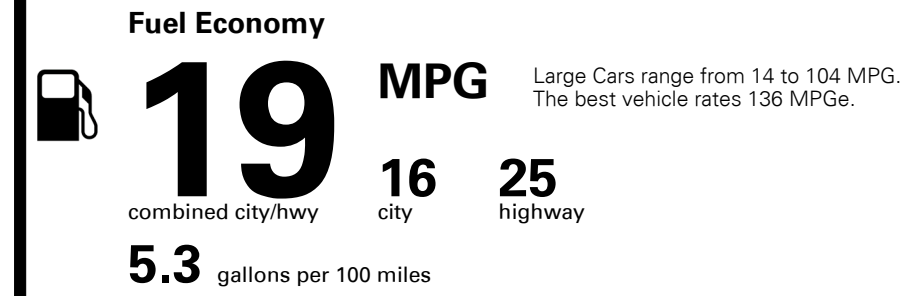 Fuel Economy
19 MPG
Large Cars range from 14 to 104 MPG.
The best vehicle rates 136 MPGe.
16 25
combined city/hwy city highway
5.3 gallons per 100 miles